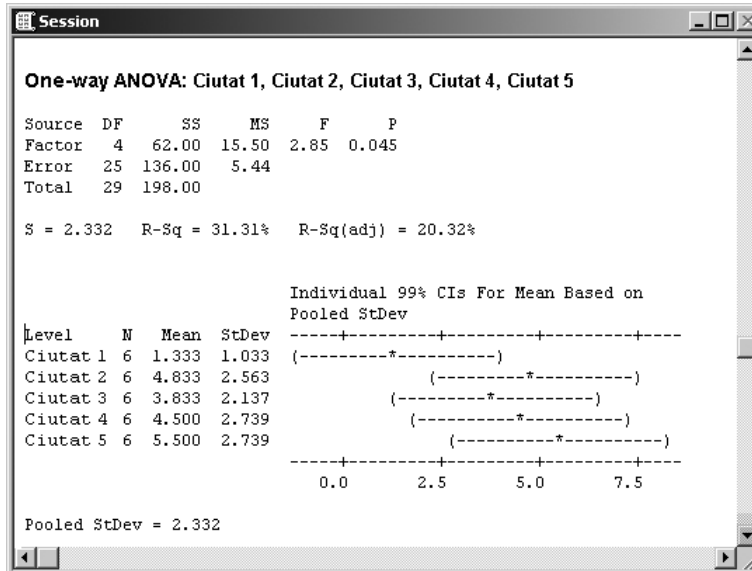 Session
One-way ANOVA: Ciutat 1, Ciutat 2, Ciutat 3, Ciutat 4, Ciutat 5
Source DF SS MS F P
Factor 4 62.00 15.50 2.85 0.045
Error 25 136.00 5.44
Total 29 198.00
S = 2.332 R-Sq = 31.31% R-Sq(adj) = 20.32%
Individual 99% CIs For Mean Based on
Pooled StDev
Level N Mean StDev -----+---------+---------+---------+----
Ciutat 1 6 1.333 1.033 (---------*----------)
Ciutat 2 6 4.833 2.563 (---------*----------)
Ciutat 3 6 3.833 2.137 (---------*----------)
Ciutat 4 6 4.500 2.739 (----------*----------)
Ciutat 5 6 5.500 2.739 (----------*----------)
-----+---------+---------+---------+----
0.0 2.5 5.0 7.5
Pooled StDev = 2.332